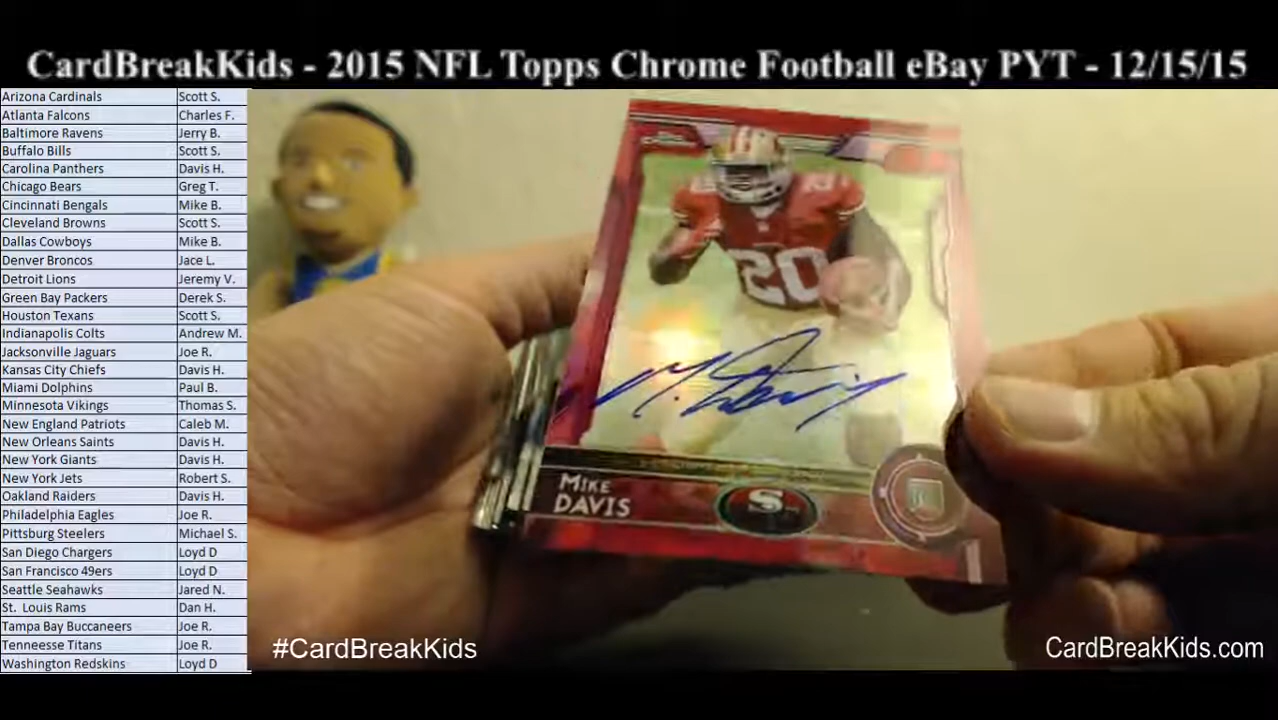 CardBreakKids - 2015 NFL Topps Chrome Football eBay PYT - 12/15/15
Arizona Cardinals Scott S.
Atlanta Falcons Charles F.
Baltimore Ravens Jerry B.
Buffalo Bills Scott S.
Carolina Panthers Davis H.
Chicago Bears Greg T.
Cincinnati Bengals Mike B.
Cleveland Browns Scott S.
Dallas Cowboys Mike B.
Denver Broncos Jace L.
Detroit Lions Jeremy V.
Green Bay Packers Derek S.
Houston Texans Scott S.
Indianapolis Colts Andrew M.
Jacksonville Jaguars Joe R.
Kansas City Chiefs Davis H.
Miami Dolphins Paul B.
Minnesota Vikings Thomas S.
New England Patriots Caleb M.
New Orleans Saints Davis H.
New York Giants Davis H.
New York Jets Robert S.
Oakland Raiders Davis H.
Philadelphia Eagles Joe R.
Pittsburg Steelers Michael S.
San Diego Chargers Loyd D
San Francisco 49ers Loyd D
Seattle Seahawks Jared N.
St. Louis Rams Dan H.
Tampa Bay Buccaneers Joe R.
Tenneesse Titans Joe R.
Washington Redskins Loyd D
20
20
M. Davis
MIKE
DAVIS
#CardBreakKids
CardBreakKids.com